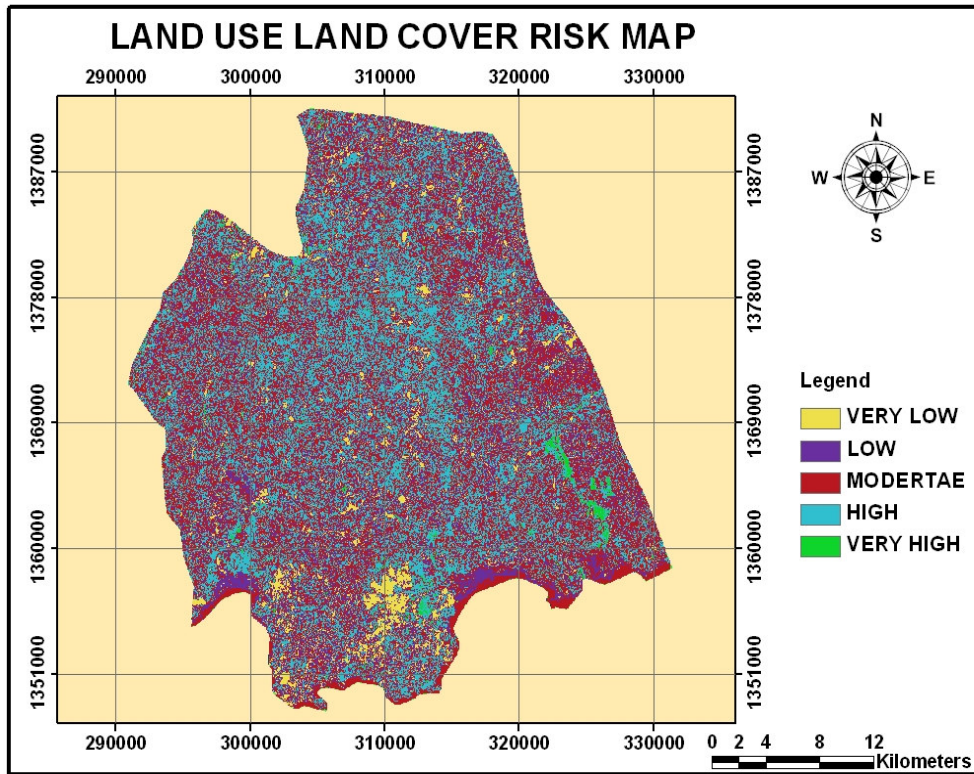 LAND USE LAND COVER RISK MAP
290000 300000 310000 320000 330000
1387000 1387000
1378000 1378000
1369000 1369000
1360000 1360000
1351000 1351000
290000 300000 310000 320000 330000
N
W E
S
Legend
VERY LOW
LOW
MODERTAE
HIGH
VERY HIGH
0 2 4 8 12
Kilometers